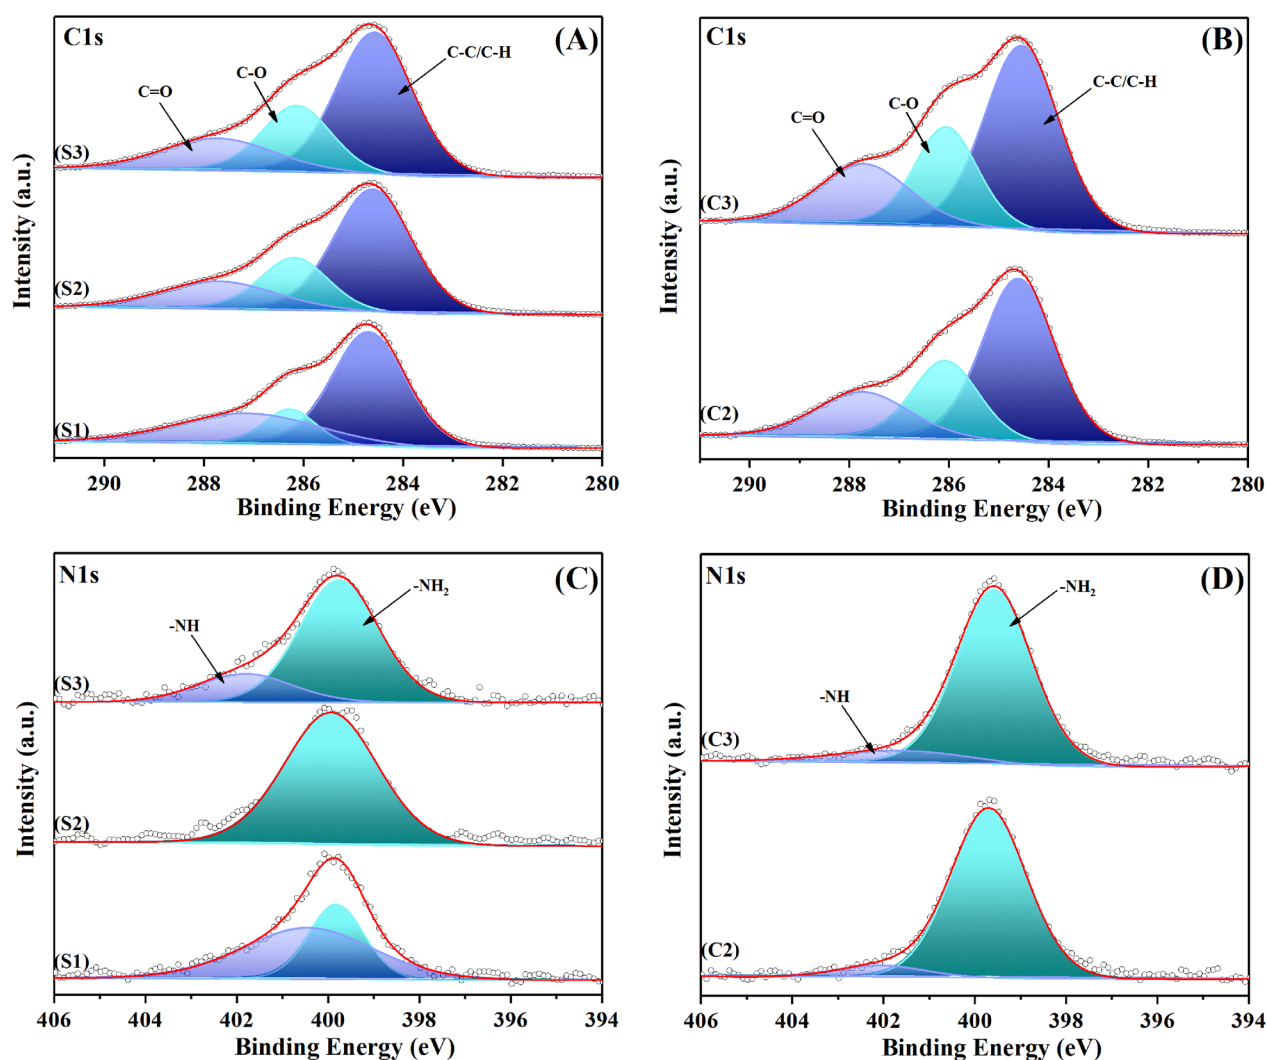 C1s
(A)
C-C/C-H
C-O
C=O
(S3)
(S2)
(S1)
Intensity (a.u.)
290 288 286 284 282 280
Binding Energy (eV)
C1s
(B)
C-C/C-H
C-O
C=O
(C3)
(C2)
Intensity (a.u.)
290 288 286 284 282 280
Binding Energy (eV)
N1s
(C)
-NH₂
-NH
(S3)
(S2)
(S1)
Intensity (a.u.)
406 404 402 400 398 396 394
Binding Energy (eV)
N1s
(D)
-NH₂
-NH
(C3)
(C2)
Intensity (a.u.)
406 404 402 400 398 396 394
Binding Energy (eV)